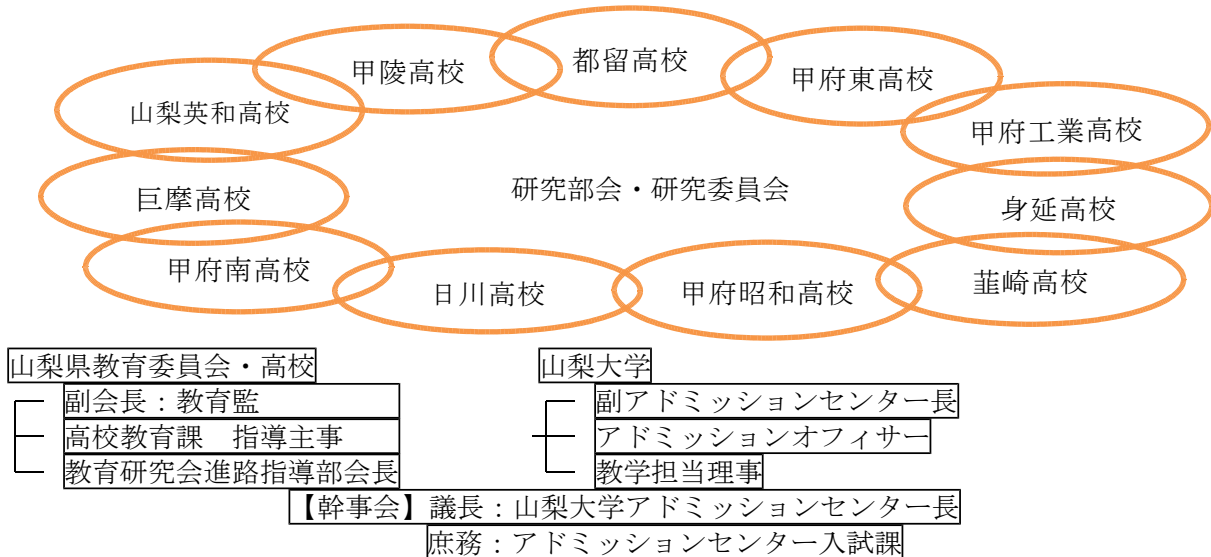 都留高校
甲陵高校
甲府東高校
山梨英和高校
甲府工業高校
研究部会・研究委員会
巨摩高校
身延高校
甲府南高校
韮崎高校
日川高校
甲府昭和高校
山梨県教育委員会・高校
副会長：教育監
高校教育課　指導主事
教育研究会進路指導部会長
山梨大学
副アドミッションセンター長
アドミッションオフィサー
教学担当理事
【幹事会】議長：山梨大学アドミッションセンター長
庶務：アドミッションセンター入試課